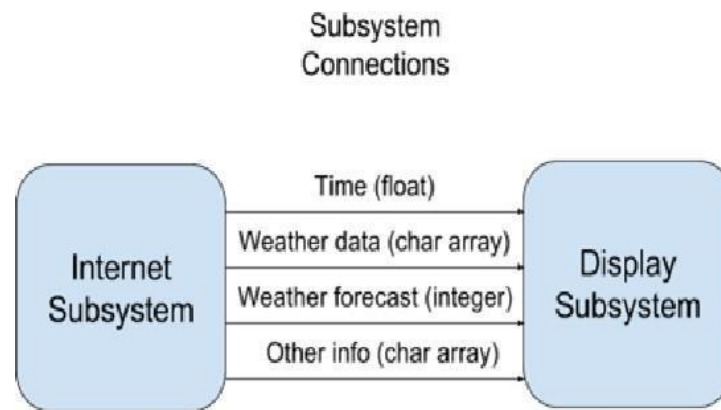 Subsystem
Connections
Time (float)
Weather data (char array)
Internet
Subsystem
Weather forecast (integer)
Display
Subsystem
Other info (char array)